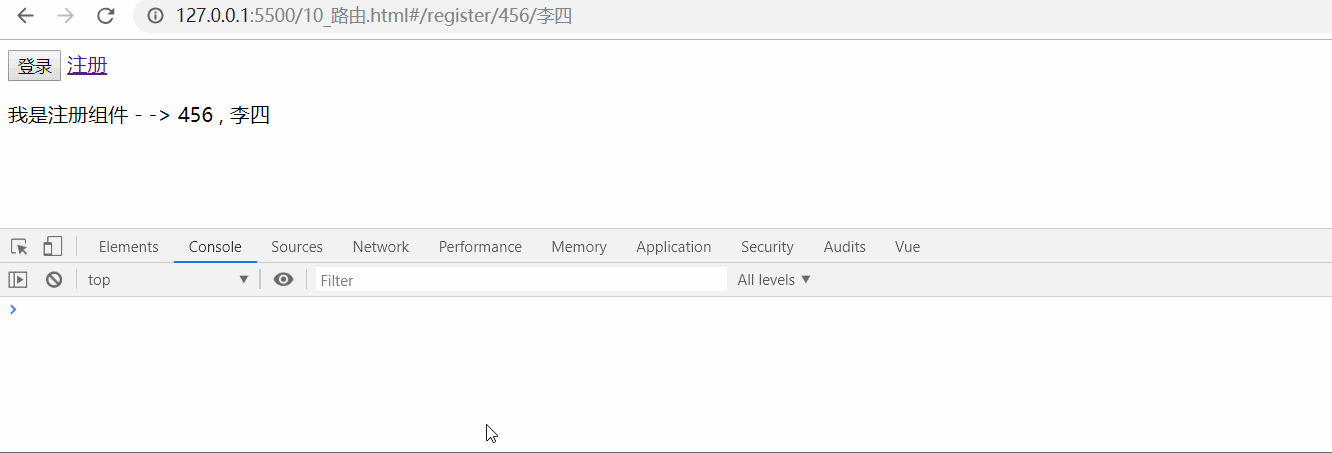 127.0.0.1:5500/10_路由.html#/register/456/李四
登录 注册
我是注册组件 - -> 456 , 李四
Elements Console Sources Network Performance Memory Application Security Audits Vue
top ▼ Filter All levels ▼
>